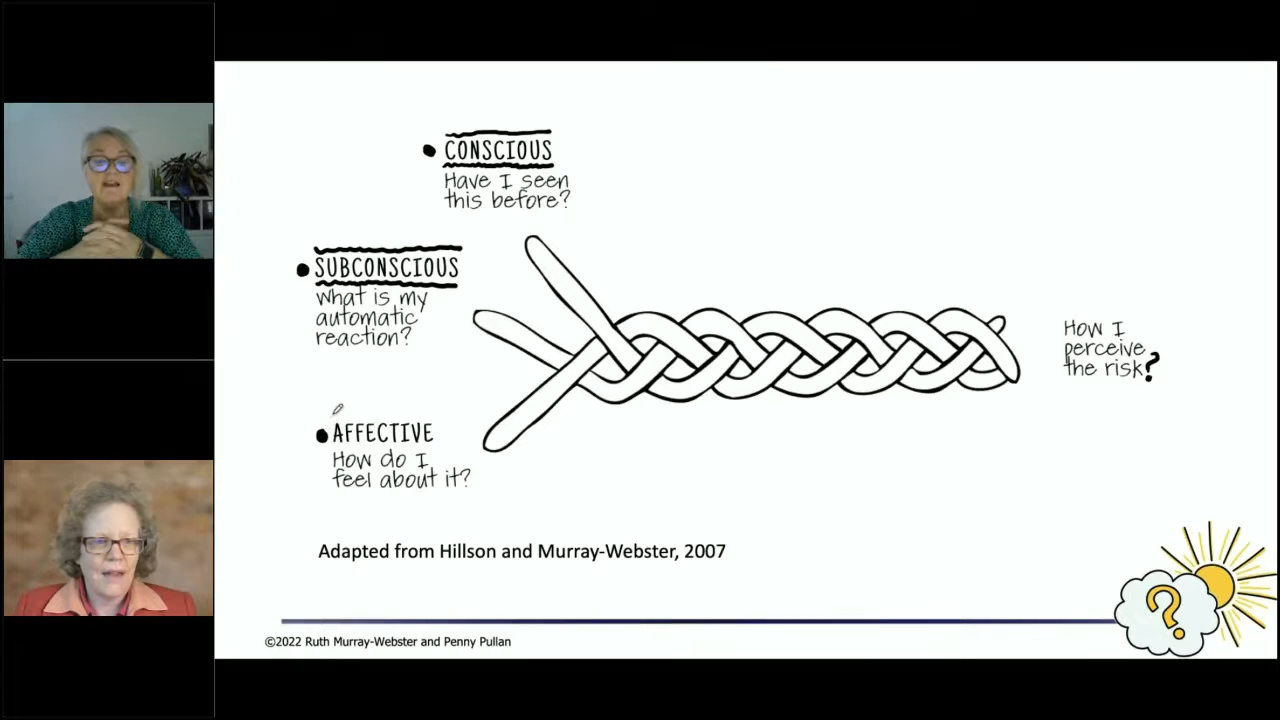 CONSCIOUS
Have I seen
this before?
SUBCONSCIOUS
What is my
automatic
reaction?
AFFECTIVE
How do I
feel about it?
How I
perceive
the risk?
Adapted from Hillson and Murray-Webster, 2007
?
©2022 Ruth Murray-Webster and Penny Pullan